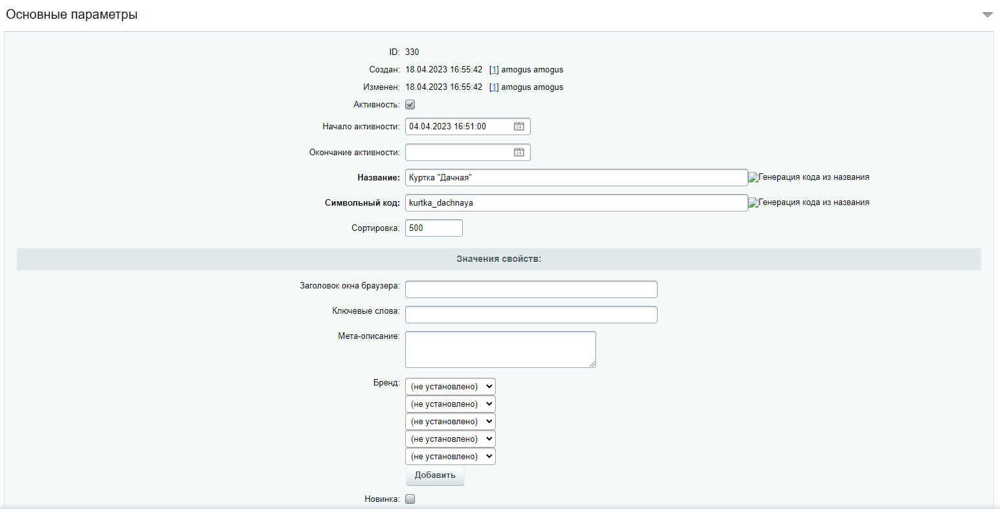 Основные параметры
ID: 330
Создан: 18.04.2023 16:55:42 [1] amogus amogus
Изменен: 18.04.2023 16:55:42 [1] amogus amogus
Активность:
Начало активности: 04.04.2023 16:51:00 24
Окончание активности: 24
Название: Куртка "Дачная" Генерация кода из названия
Символьный код: kurtka_dachnaya Генерация кода из названия
Сортировка: 500
Значения свойств:
Заголовок окна браузера:
Ключевые слова:
Мета-описание:
Бренд: (не установлено)
(не установлено)
(не установлено)
(не установлено)
(не установлено)
Добавить
Новинка: